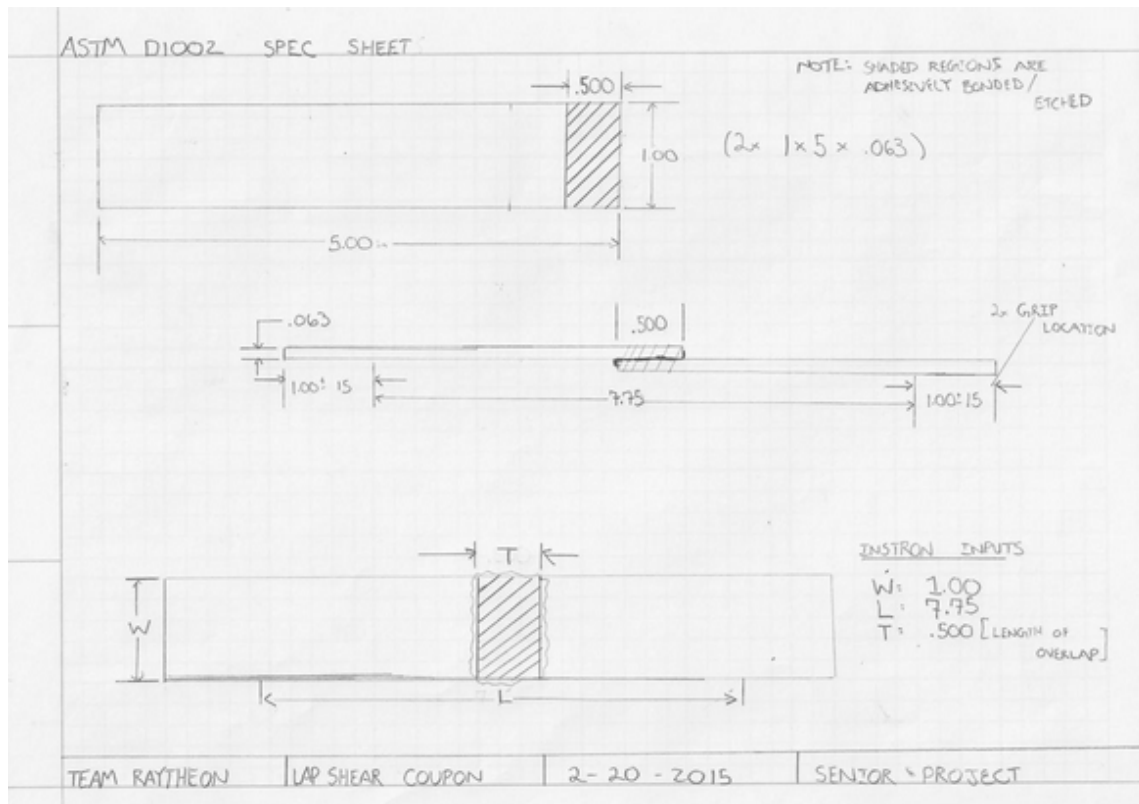 ASTM D1002 SPEC SHEET
NOTE: SHADED REGIONS ARE
ADHESIVELY BONDED/
ETCHED
.500
1.00
(2x 1x5 x .063)
5.00 in
.063
.500
2x GRIP
LOCATION
1.00±.15
7.75
1.00±.15
T
W
L
INSTRON INPUTS
W: 1.00
L: 7.75
T: .500 [LENGTH OF
OVERLAP]
TEAM RAYTHEON
LAP SHEAR COUPON
2-20-2015
SENIOR PROJECT